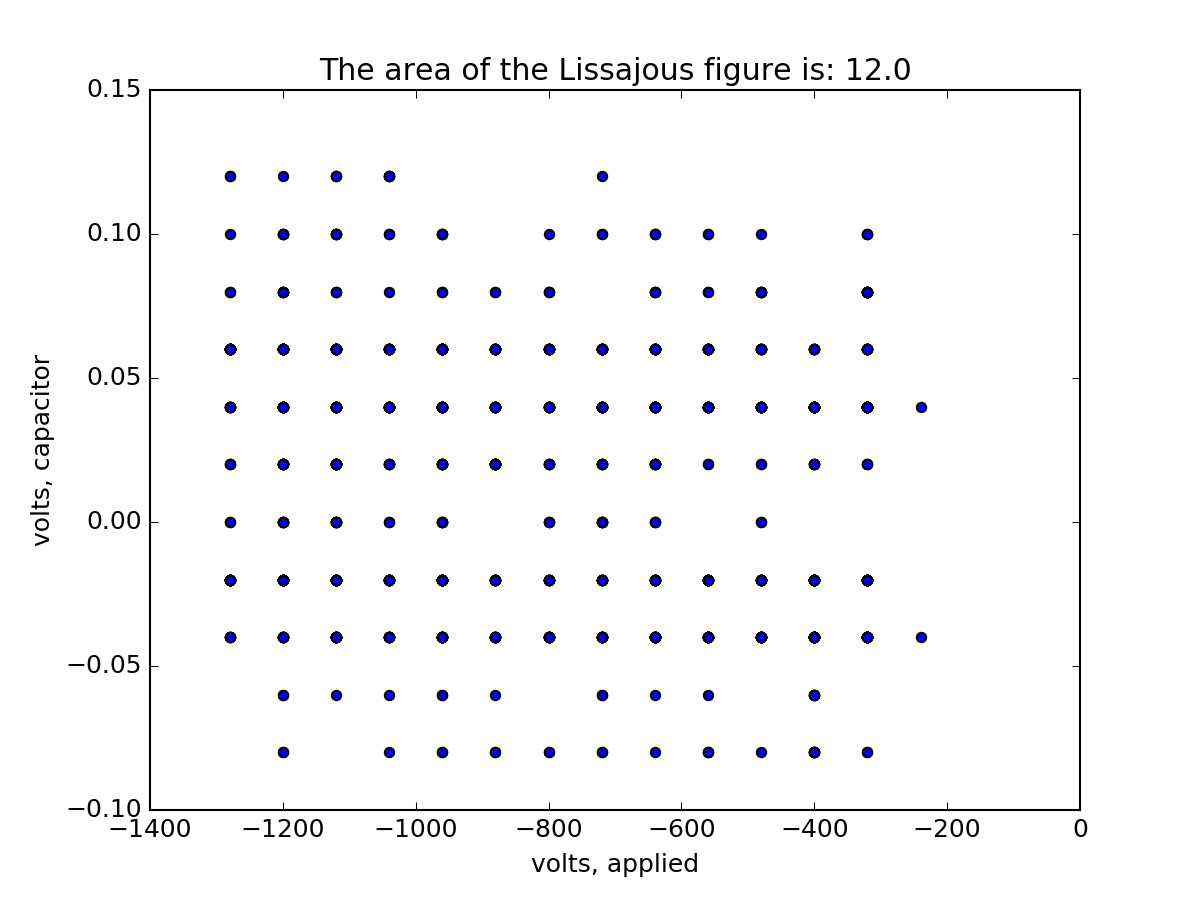 The area of the Lissajous figure is: 12.0
0.15
0.10
0.05
0.00
−0.05
−0.10
volts, capacitor
−1400 −1200 −1000 −800 −600 −400 −200 0
volts, applied